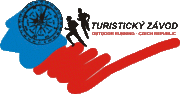 TURISTICKÝ ZÁVOD
OUTDOOR RUNNING - CZECH REPUBLIC